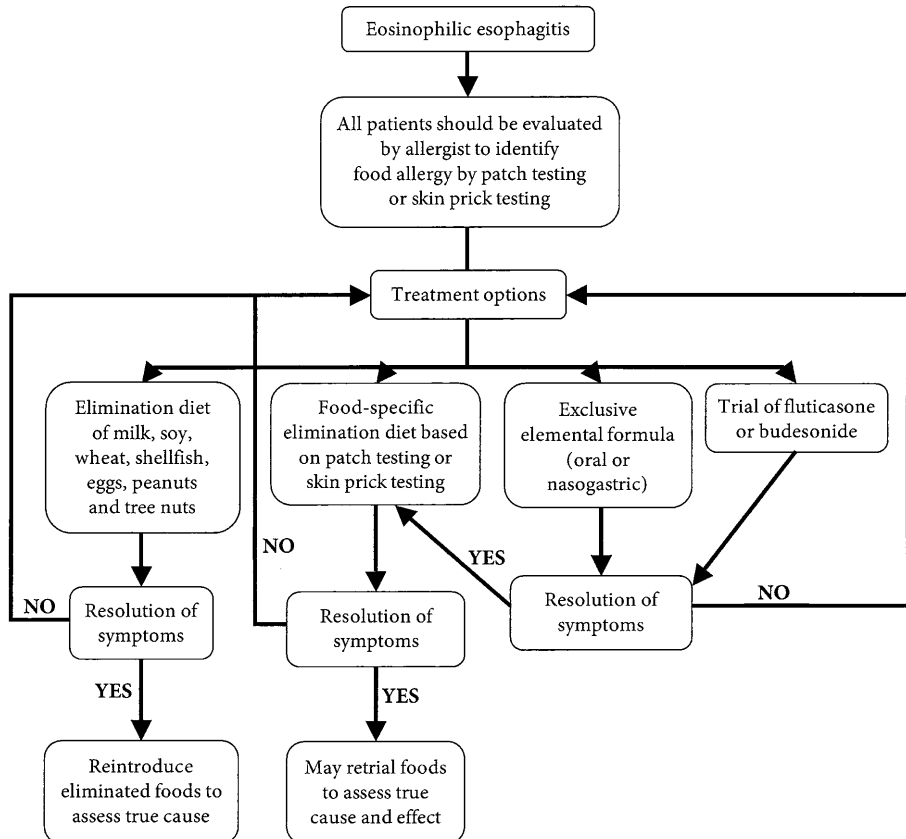 Eosinophilic esophagitis
All patients should be evaluated
by allergist to identify
food allergy by patch testing
or skin prick testing
Treatment options
Elimination diet
of milk, soy,
wheat, shellfish,
eggs, peanuts
and tree nuts
Food-specific
elimination diet based
on patch testing or
skin prick testing
Exclusive
elemental formula
(oral or
nasogastric)
Trial of fluticasone
or budesonide
NO
YES
NO
Resolution of
symptoms
Resolution of
symptoms
Resolution of
symptoms
NO
YES
YES
Reintroduce
eliminated foods to
assess true cause
May retrial foods
to assess true
cause and effect